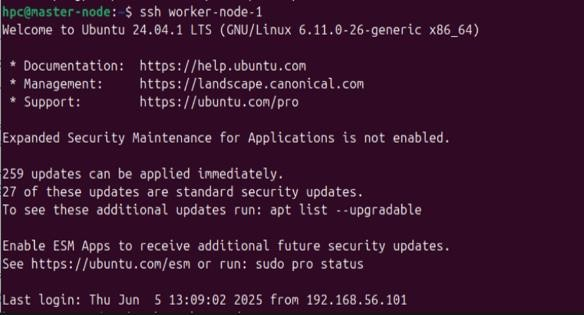 hpc@master-node:~$ ssh worker-node-1
Welcome to Ubuntu 24.04.1 LTS (GNU/Linux 6.11.0-26-generic x86_64)
* Documentation: https://help.ubuntu.com
* Management: https://landscape.canonical.com
* Support: https://ubuntu.com/pro
Expanded Security Maintenance for Applications is not enabled.
259 updates can be applied immediately.
27 of these updates are standard security updates.
To see these additional updates run: apt list --upgradable
Enable ESM Apps to receive additional future security updates.
See https://ubuntu.com/esm or run: sudo pro status
Last login: Thu Jun  5 13:09:02 2025 from 192.168.56.101